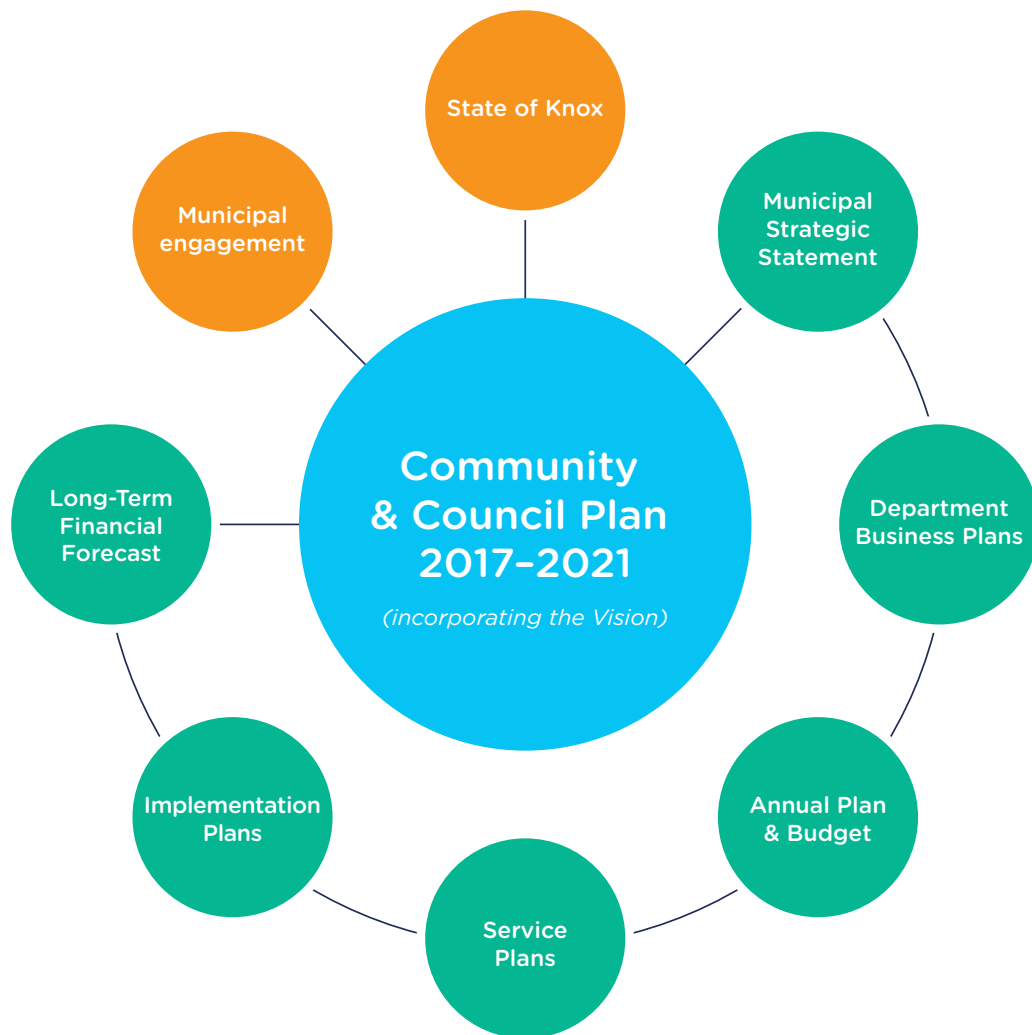 State of Knox
Municipal
Strategic
Statement
Department
Business Plans
Annual Plan
& Budget
Service
Plans
Implementation
Plans
Long-Term
Financial
Forecast
Municipal
engagement
Community
& Council Plan
2017–2021
(incorporating the Vision)